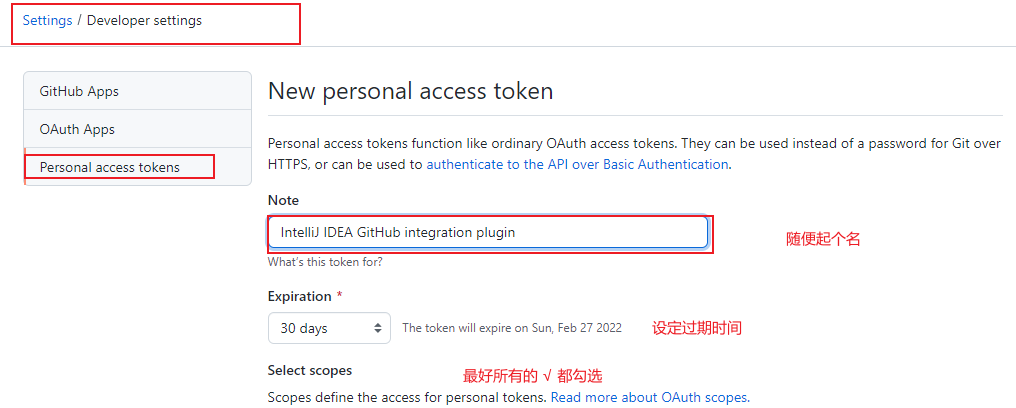 Settings / Developer settings
GitHub Apps
OAuth Apps
Personal access tokens
New personal access token
Personal access tokens function like ordinary OAuth access tokens. They can be used instead of a password for Git over
HTTPS, or can be used to authenticate to the API over Basic Authentication.
Note
IntelliJ IDEA GitHub integration plugin
随便起个名
What's this token for?
Expiration *
30 days
The token will expire on Sun, Feb 27 2022
设定过期时间
Select scopes
最好所有的 √ 都勾选
Scopes define the access for personal tokens. Read more about OAuth scopes.